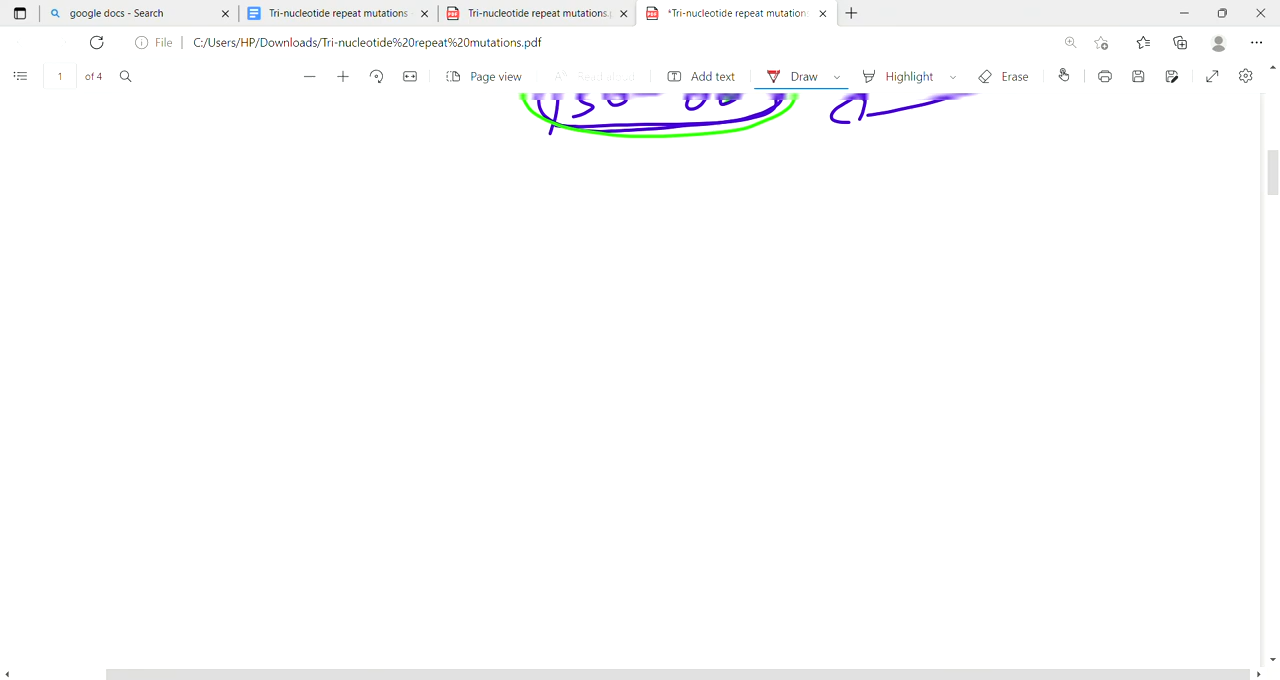 google docs - Search
Tri-nucleotide repeat mutations
Tri-nucleotide repeat mutations.
*Tri-nucleotide repeat mutation
File
C:/Users/HP/Downloads/Tri-nucleotide%20repeat%20mutations.pdf
1 of 4
Page view
Read aloud
Add text
Draw
Highlight
Erase